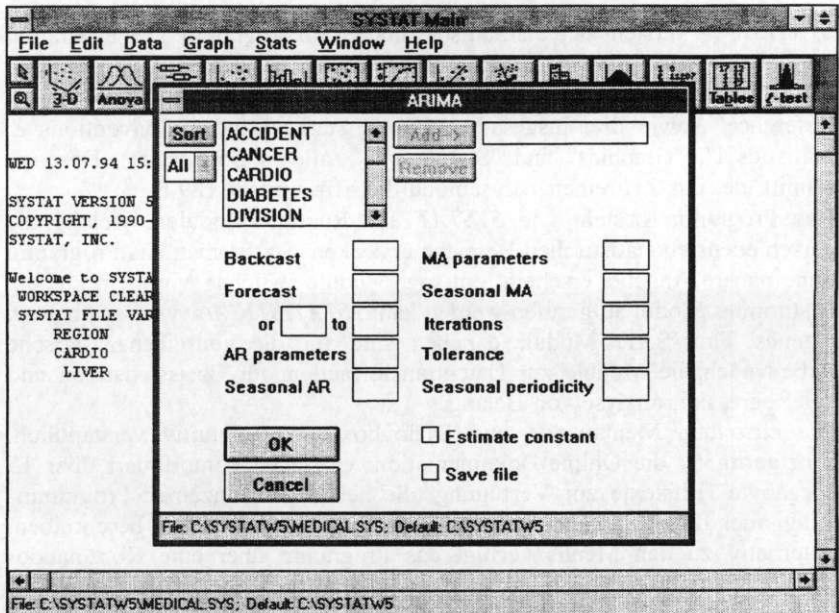 SYSTAT Main
File Edit Data Graph Stats Window Help
3-D Anova Tables t-test
ARIMA
Sort
All
ACCIDENT
CANCER
CARDIO
DIABETES
DIVISION
Add ->
Remove
WED 13.07.94 15:
SYSTAT VERSION 5
COPYRIGHT, 1990-
SYSTAT, INC.
Welcome to SYSTA
WORKSPACE CLEAR
SYSTAT FILE VAR
REGION
CARDIO
LIVER
Backcast
Forecast
or to
AR parameters
Seasonal AR
MA parameters
Seasonal MA
Iterations
Tolerance
Seasonal priodicity
OK
Cancel
Estimate constant
Save file
File: C:\SYSTATW5\MEDICAL.SYS; Default: C:\SYSTATW5
File: C:\SYSTATW5\MEDICAL.SYS; Default: C:\SYSTATW5